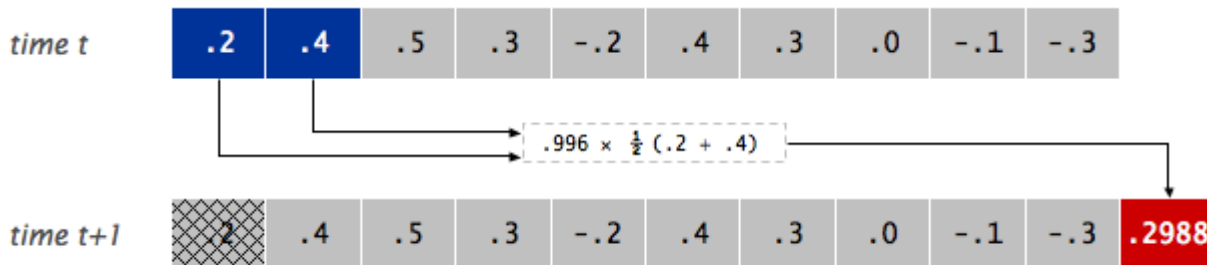 time t .2 .4 .5 .3 -.2 .4 .3 .0 -.1 -.3
.996 × ½ (.2 + .4)
time t+1 .2 .4 .5 .3 -.2 .4 .3 .0 -.1 -.3 .2988